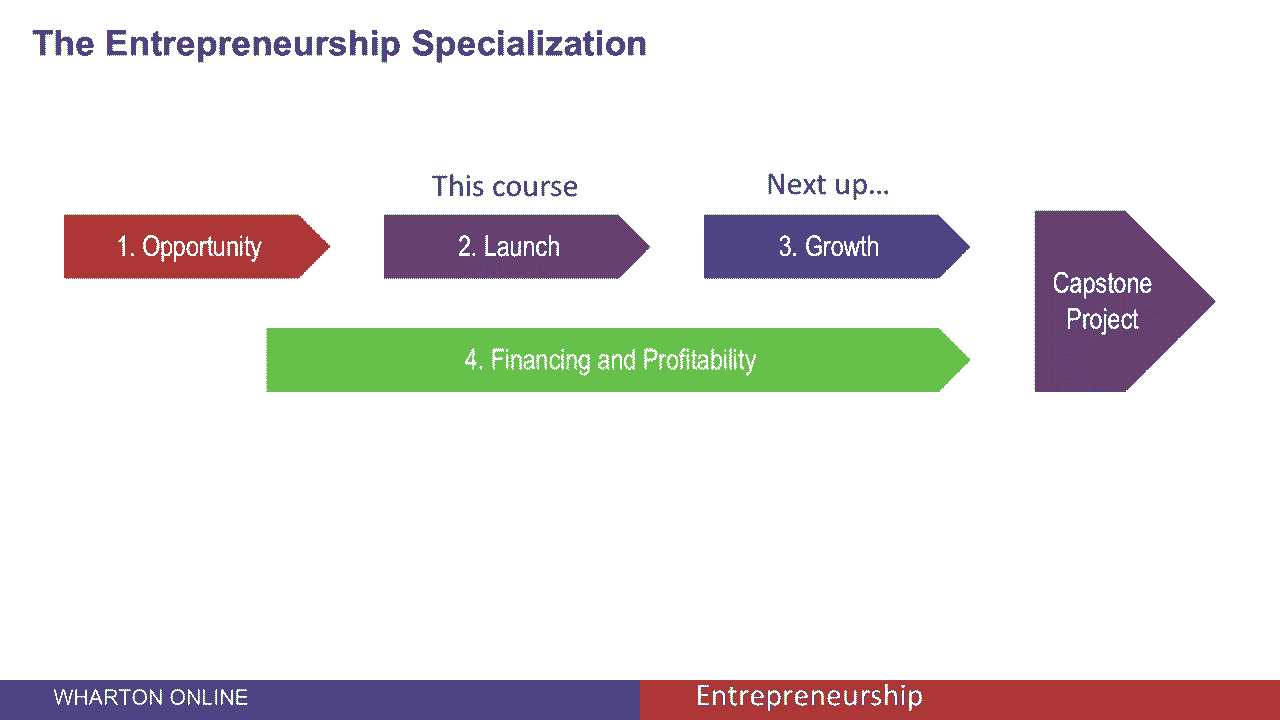 The Entrepreneurship Specialization
This course
Next up...
1. Opportunity
2. Launch
3. Growth
Capstone
Project
4. Financing and Profitability
WHARTON ONLINE
Entrepreneurship